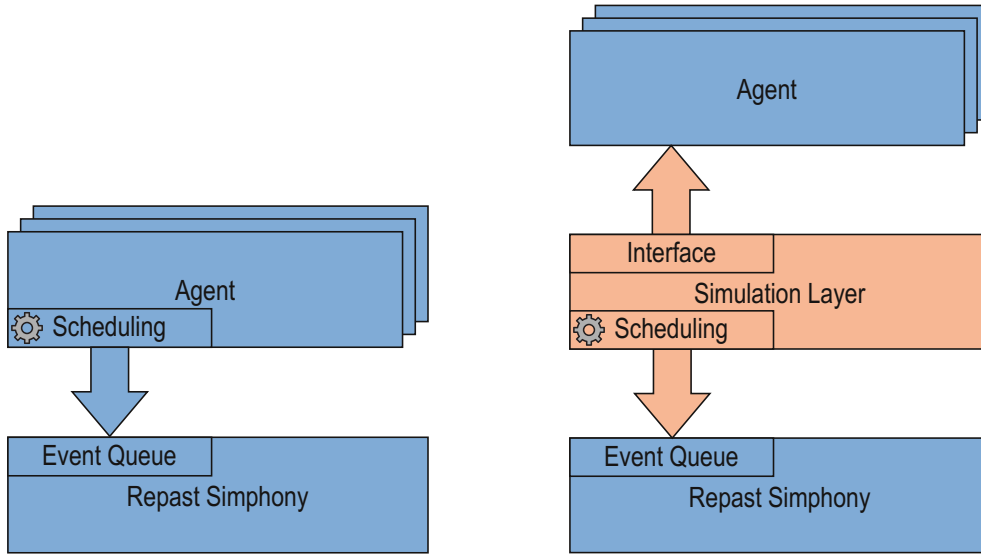 Agent
Scheduling
Event Queue
Repast Simphony
Agent
Interface
Simulation Layer
Scheduling
Event Queue
Repast Simphony